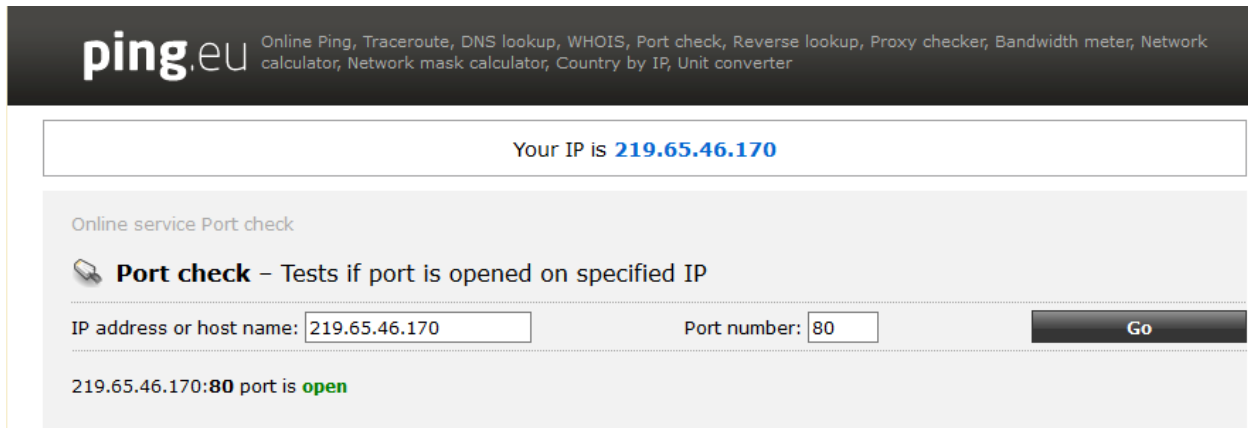 ping.eu
Online Ping, Traceroute, DNS lookup, WHOIS, Port check, Reverse lookup, Proxy checker, Bandwidth meter, Network
calculator, Network mask calculator, Country by IP, Unit converter
Your IP is 219.65.46.170
Online service Port check
Port check – Tests if port is opened on specified IP
IP address or host name: 219.65.46.170 Port number: 80 Go
219.65.46.170:80 port is open